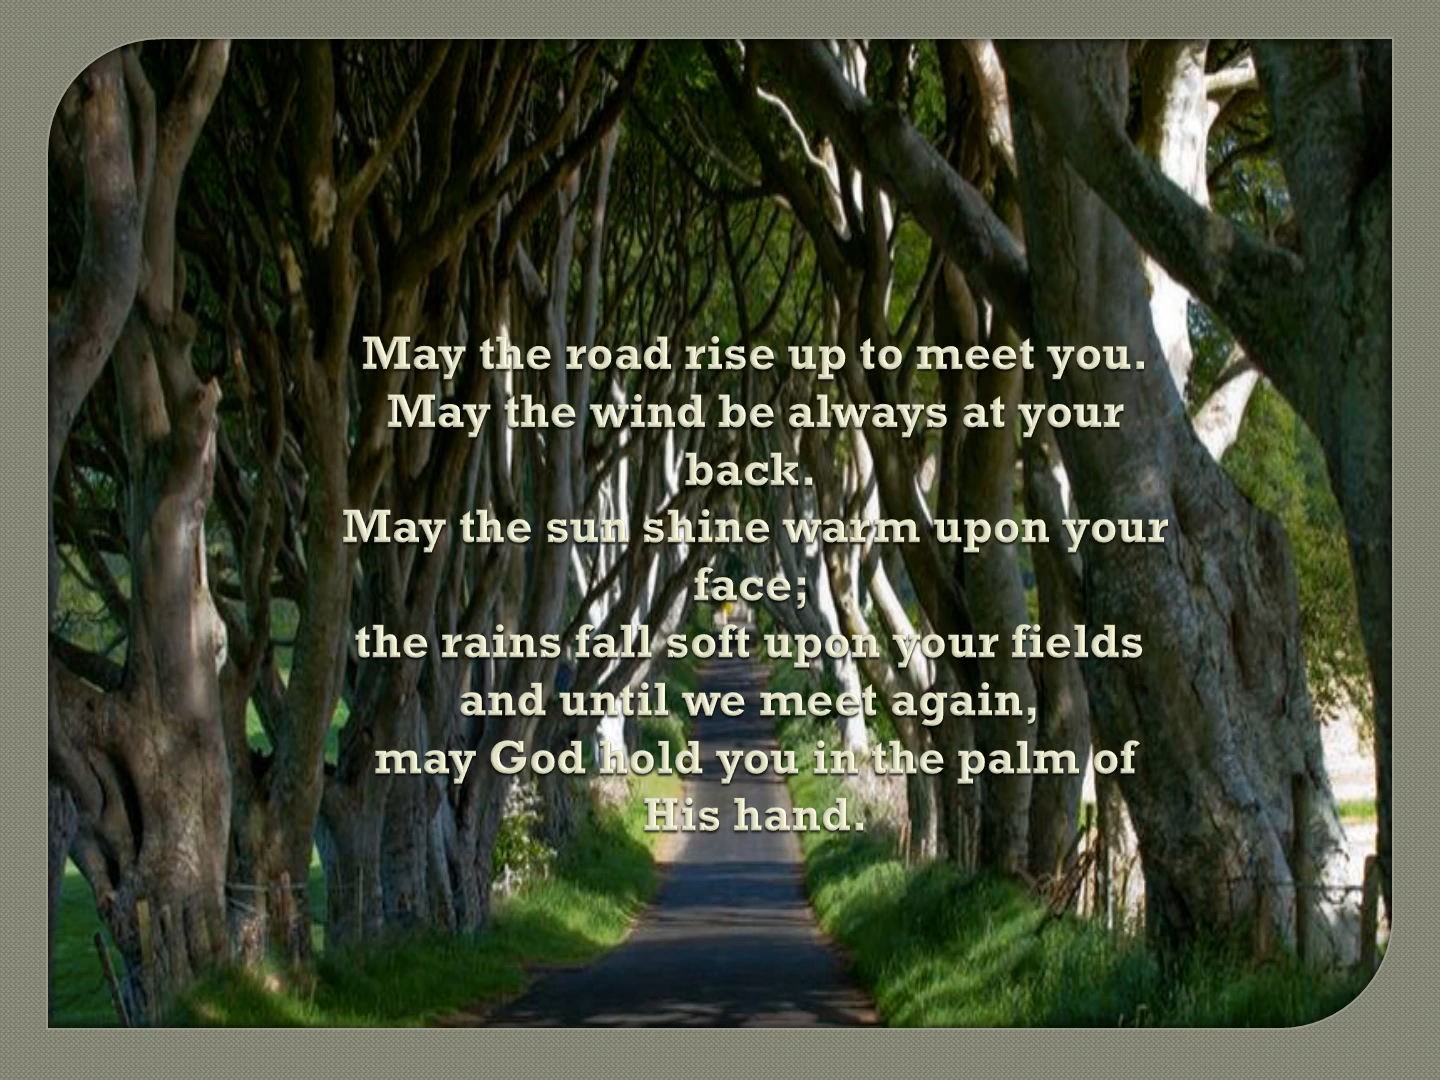 May the road rise up to meet you.
May the wind be always at your
back.
May the sun shine warm upon your
face;
the rains fall soft upon your fields
and until we meet again,
may God hold you in the palm of
His hand.